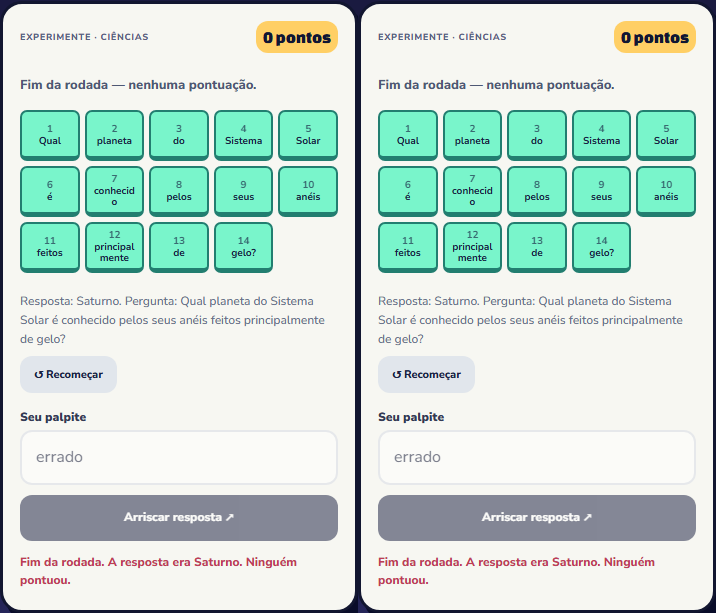 EXPERIMENTE · CIÊNCIAS
0 pontos
Fim da rodada — nenhuma pontuação.
1
Qual
2
planeta
3
do
4
Sistema
5
Solar
6
é
7
conhecid
o
8
pelos
9
seus
10
anéis
11
feitos
12
principal
mente
13
de
14
gelo?
Resposta: Saturno. Pergunta: Qual planeta do Sistema
Solar é conhecido pelos seus anéis feitos principalmente
de gelo?
↺ Recomeçar
Seu palpite
errado
Arriscar resposta ↗
Fim da rodada. A resposta era Saturno. Ninguém
pontuou.
EXPERIMENTE · CIÊNCIAS
0 pontos
Fim da rodada — nenhuma pontuação.
1
Qual
2
planeta
3
do
4
Sistema
5
Solar
6
é
7
conhecid
o
8
pelos
9
seus
10
anéis
11
feitos
12
principal
mente
13
de
14
gelo?
Resposta: Saturno. Pergunta: Qual planeta do Sistema
Solar é conhecido pelos seus anéis feitos principalmente
de gelo?
↺ Recomeçar
Seu palpite
errado
Arriscar resposta ↗
Fim da rodada. A resposta era Saturno. Ninguém
pontuou.